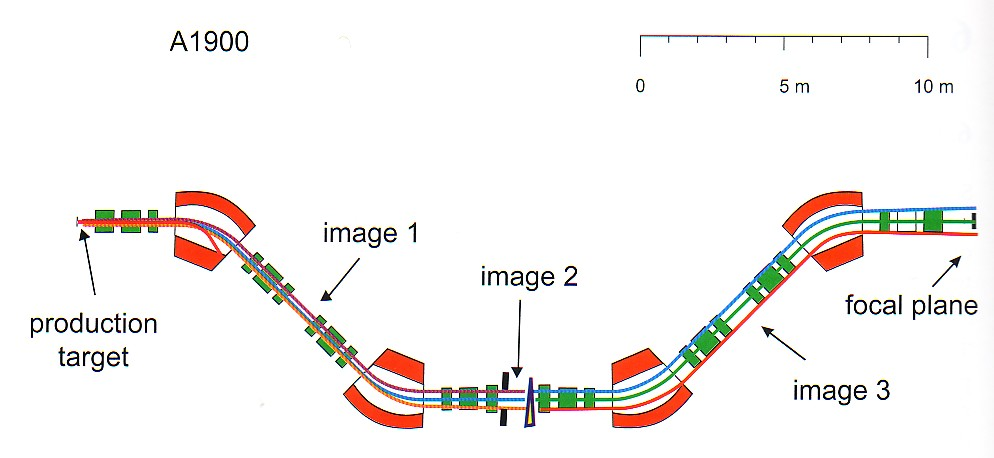 A1900
0 5 m 10 m
image 1
image 2
production
target
focal plane
image 3